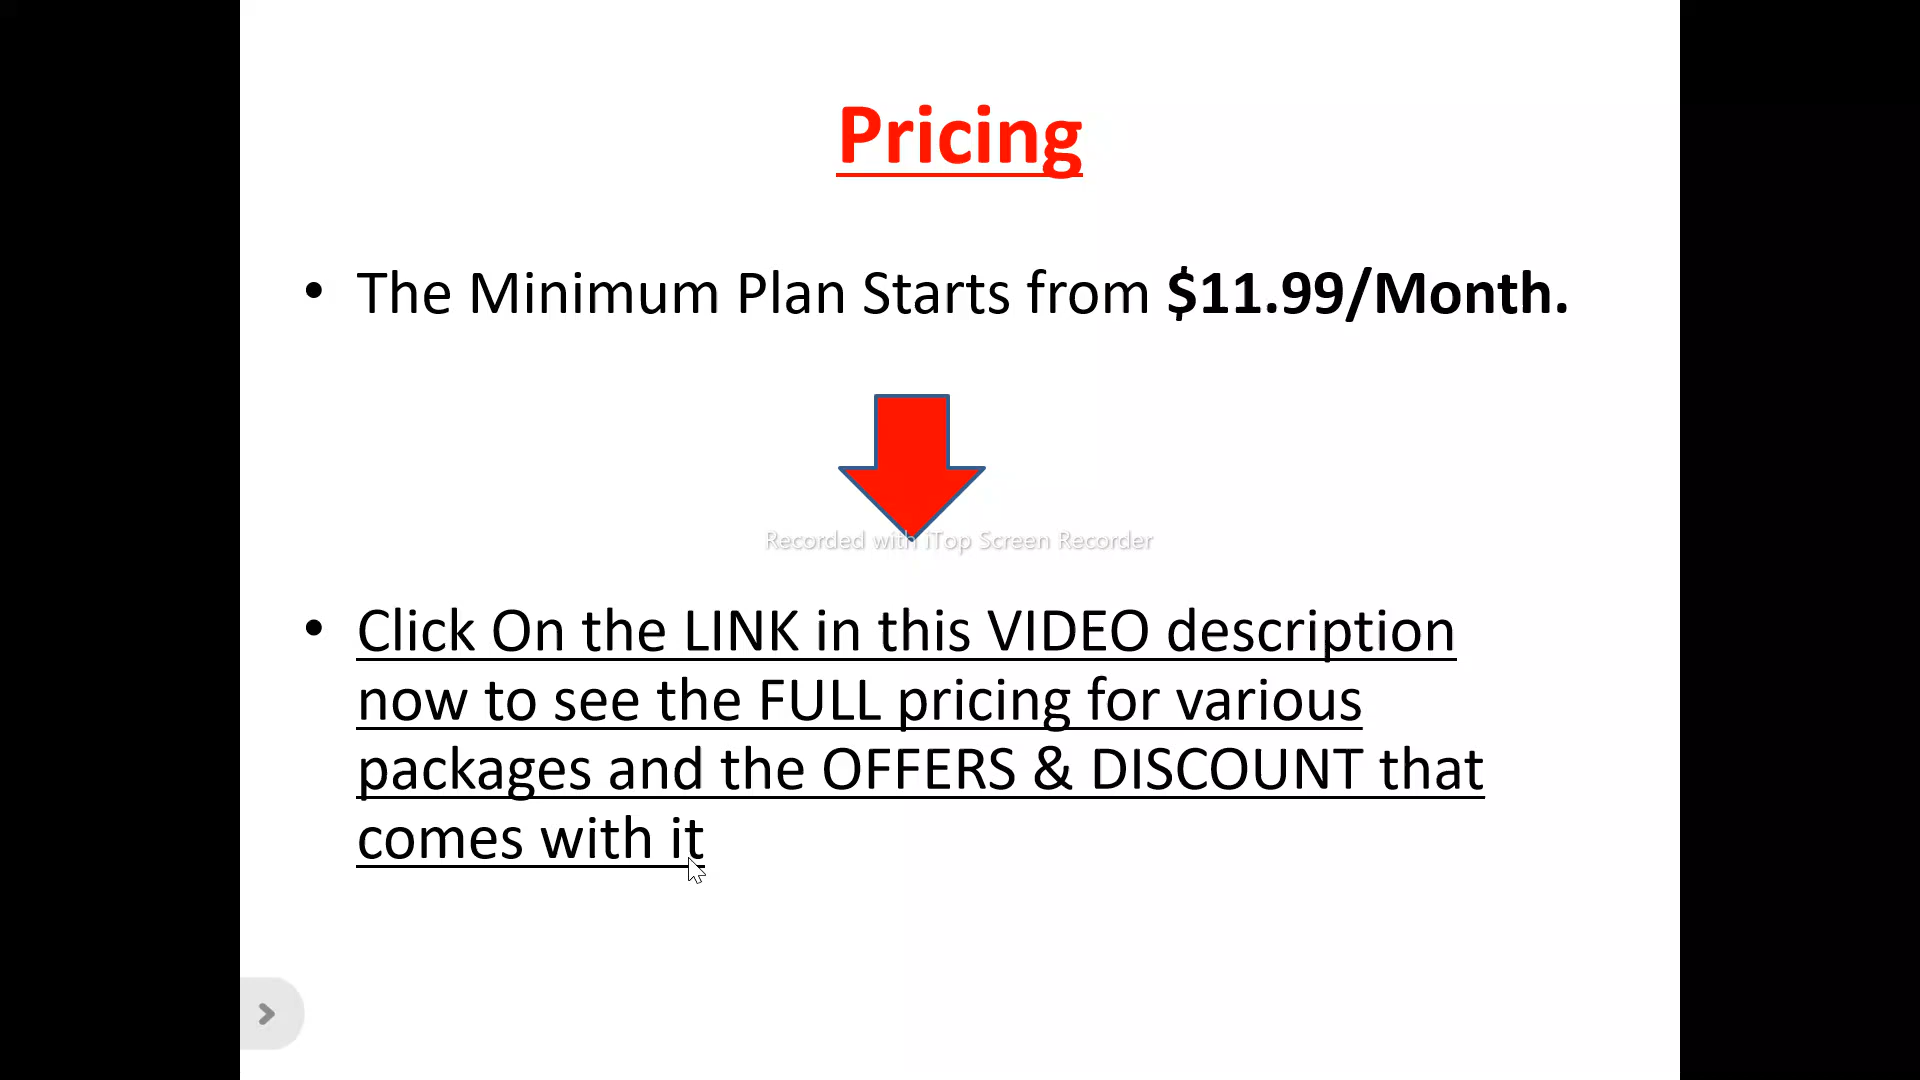 Pricing
• The Minimum Plan Starts from $11.99/Month.
Recorded with iTop Screen Recorder
• Click On the LINK in this VIDEO description
now to see the FULL pricing for various
packages and the OFFERS & DISCOUNT that
comes with it